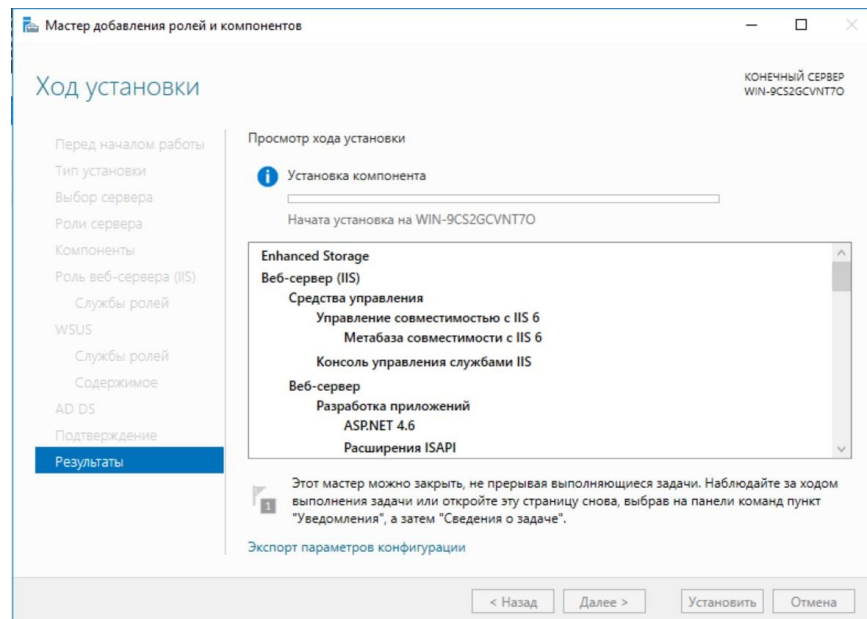 Мастер добавления ролей и компонентов
Ход установки
КОНЕЧНЫЙ СЕРВЕР
WIN-9CS2GCVNT7O
Перед началом работы
Тип установки
Выбор сервера
Роли сервера
Компоненты
Роль веб-сервера (IIS)
Службы ролей
WSUS
Службы ролей
Содержимое
AD DS
Подтверждение
Результаты
Просмотр хода установки
Установка компонента
Начата установка на WIN-9CS2GCVNT7O
Enhanced Storage
Веб-сервер (IIS)
Средства управления
Управление совместимостью с IIS 6
Метабаза совместимости с IIS 6
Консоль управления службами IIS
Веб-сервер
Разработка приложений
ASP.NET 4.6
Расширения ISAPI
1
Этот мастер можно закрыть, не прерывая выполняющиеся задачи. Наблюдайте за ходом
выполнения задачи или откройте эту страницу снова, выбрав на панели команд пункт
"Уведомления", а затем "Сведения о задаче".
Экспорт параметров конфигурации
< Назад
Далее >
Установить
Отмена